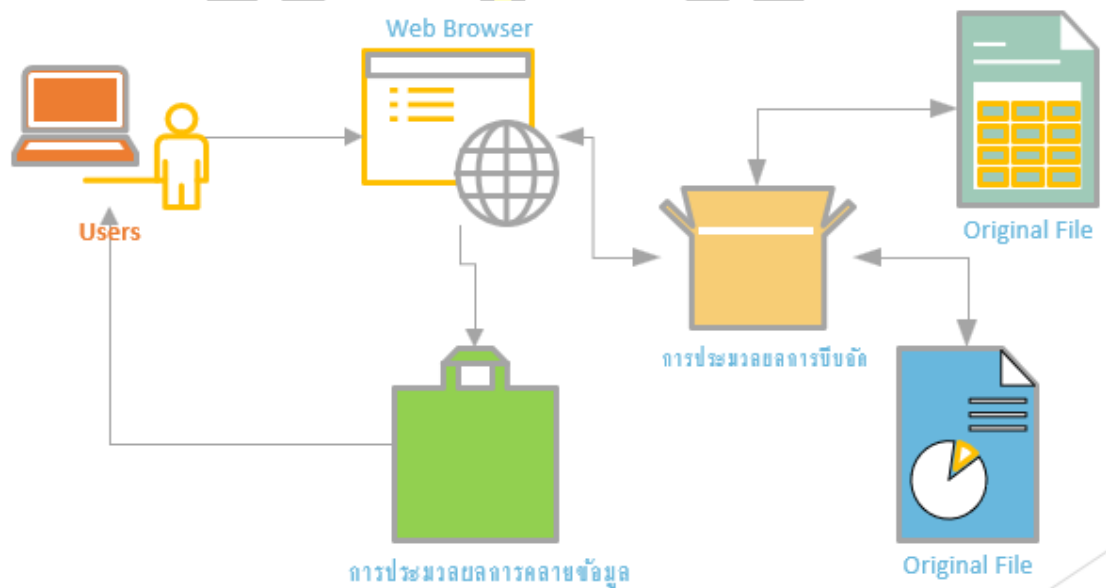 Web Browser
Users
Original File
การประมวลผลการบีบอัด
Original File
การประมวลผลการคลายข้อมูล